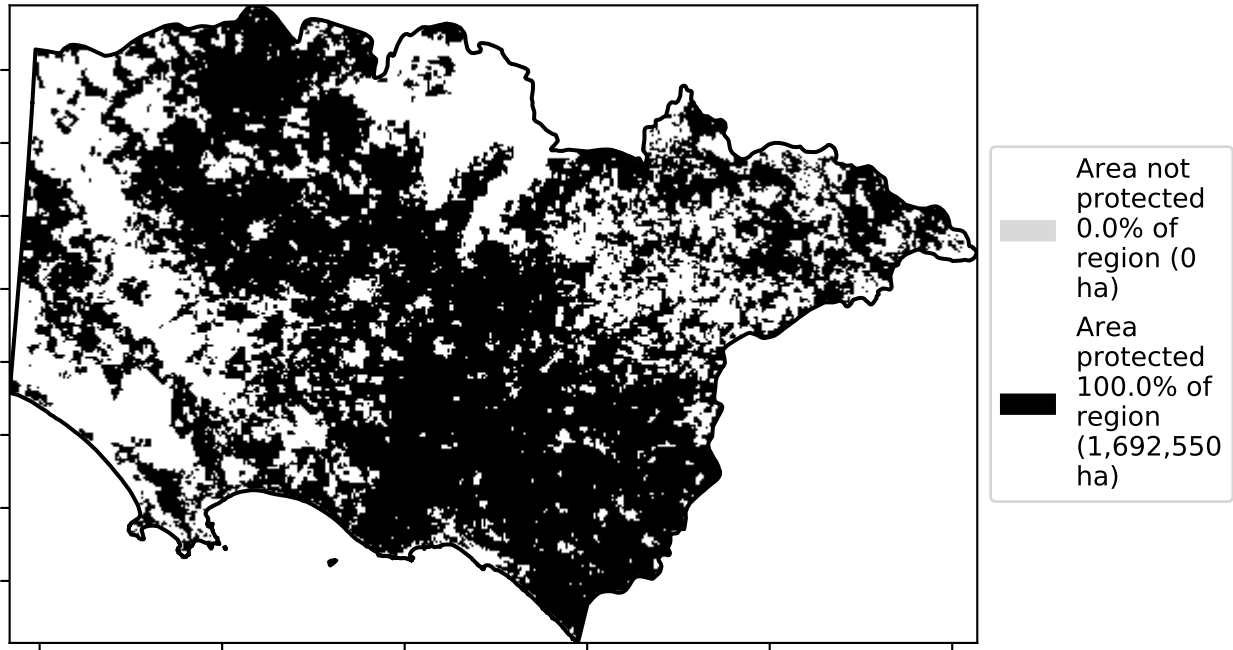 Area not
protected
0.0% of
region (0
ha)
Area
protected
100.0% of
region
(1,692,550
ha)